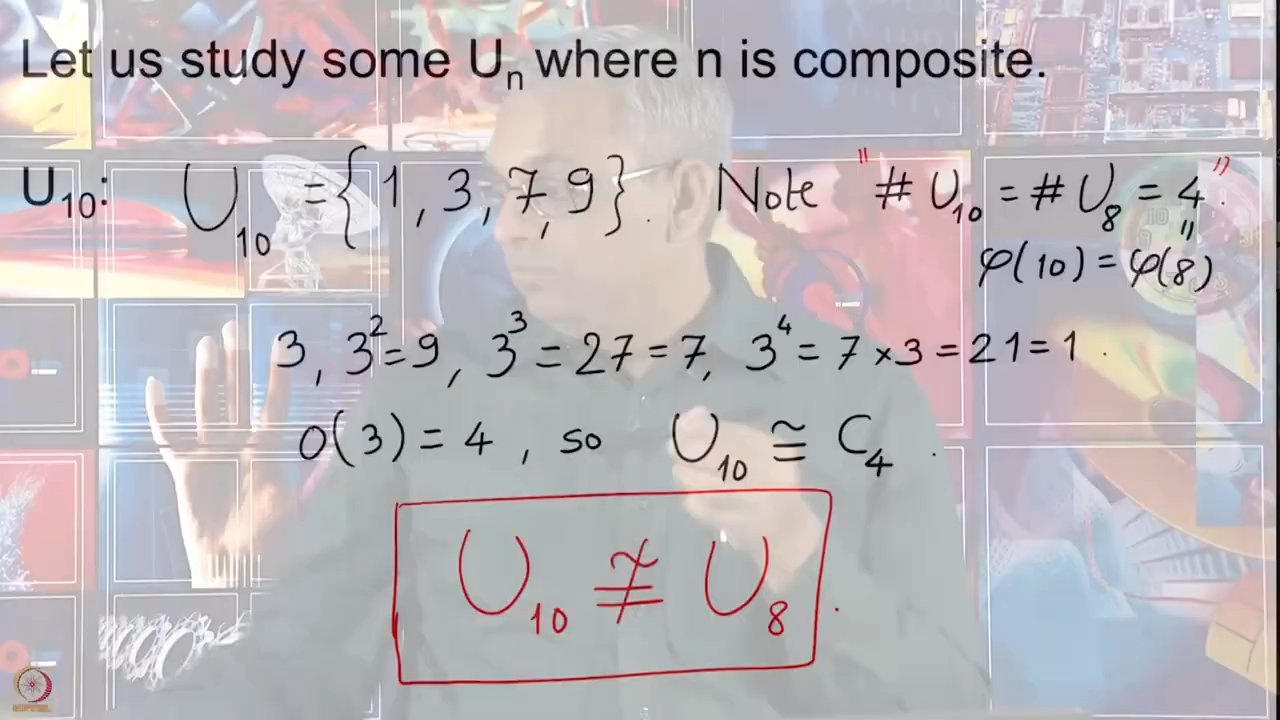 Let us study some Uₙ where n is composite.
U₁₀: U₁₀ = {1, 3, 7, 9}. Note "# U₁₀ = # U₈ = 4".
φ(10) = φ(8)
3, 3² = 9, 3³ = 27 = 7, 3⁴ = 7 × 3 = 21 = 1.
o(3) = 4, so U₁₀ ≅ C₄.
U₁₀ ≇ U₈.
NPTEL